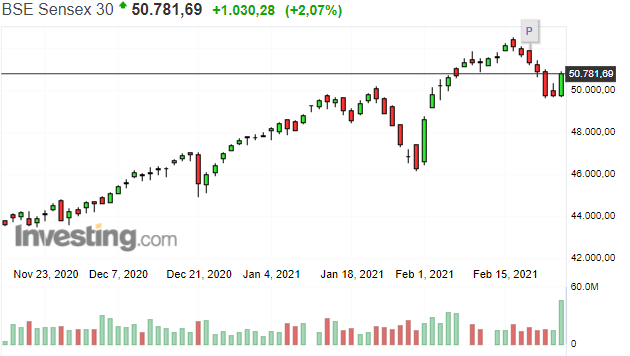 BSE Sensex 30 50.781,69 +1.030,28 (+2,07%)
P
50.781,69
50.000,00
48.000,00
46.000,00
44.000,00
42.000,00
Investing.com
Nov 23, 2020 Dec 7, 2020 Dec 21, 2020 Jan 4, 2021 Jan 18, 2021 Feb 1, 2021 Feb 15, 2021
60.0M
0